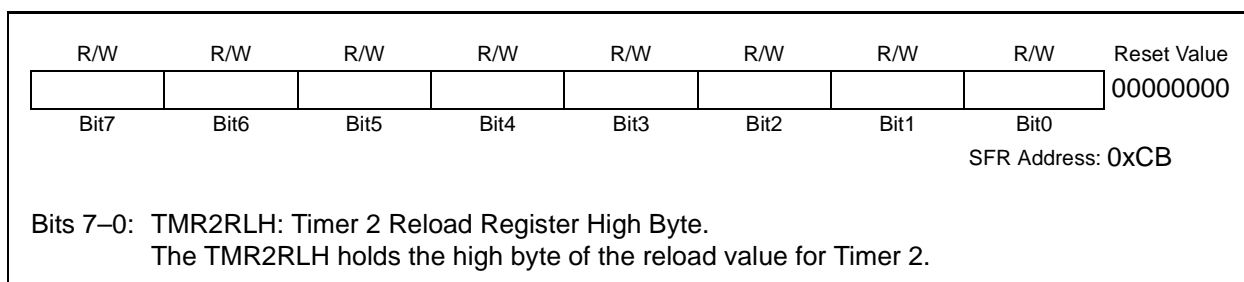 R/W R/W R/W R/W R/W R/W R/W R/W Reset Value
00000000
Bit7 Bit6 Bit5 Bit4 Bit3 Bit2 Bit1 Bit0
SFR Address: 0xCB
Bits 7–0: TMR2RLH: Timer 2 Reload Register High Byte.
The TMR2RLH holds the high byte of the reload value for Timer 2.